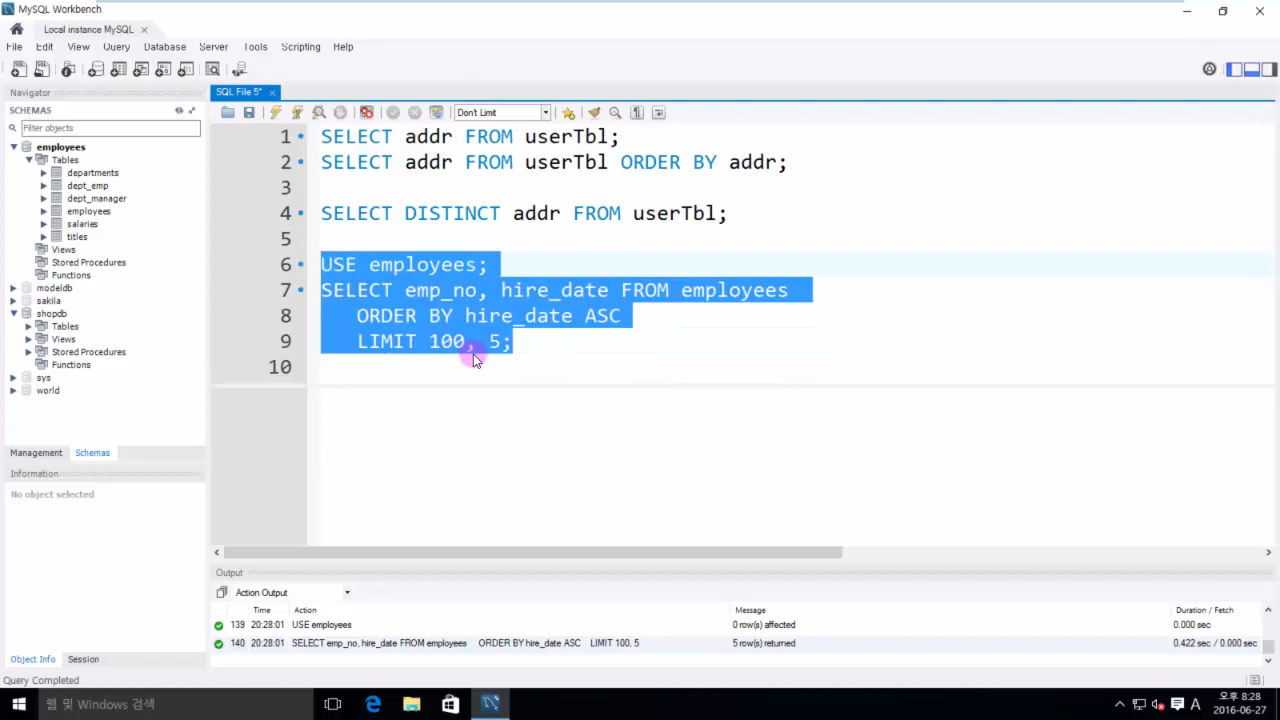 MySQL Workbench
Local instance MySQL
File Edit View Query Database Server Tools Scripting Help
Navigator
SCHEMAS
Filter objects
employees
Tables
departments
dept_emp
dept_manager
employees
salaries
titles
Views
Stored Procedures
Functions
modeldb
sakila
shopdb
Tables
Views
Stored Procedures
Functions
sys
world
Management Schemas
Information
No object selected
Object Info Session
Query Completed
SQL File 5*
Don't Limit
1 SELECT addr FROM userTbl;
2 SELECT addr FROM userTbl ORDER BY addr;
3
4 SELECT DISTINCT addr FROM userTbl;
5
6 USE employees;
7 SELECT emp_no, hire_date FROM employees
8 ORDER BY hire_date ASC
9 LIMIT 100, 5;
10
Output
Action Output
Time Action Message Duration / Fetch
139 20:28:01 USE employees 0 row(s) affected 0.000 sec
140 20:28:01 SELECT emp_no, hire_date FROM employees ORDER BY hire_date ASC LIMIT 100, 5 5 row(s) returned 0.422 sec / 0.000 sec
웹 및 Windows 검색
A
오후 8:28
2016-06-27